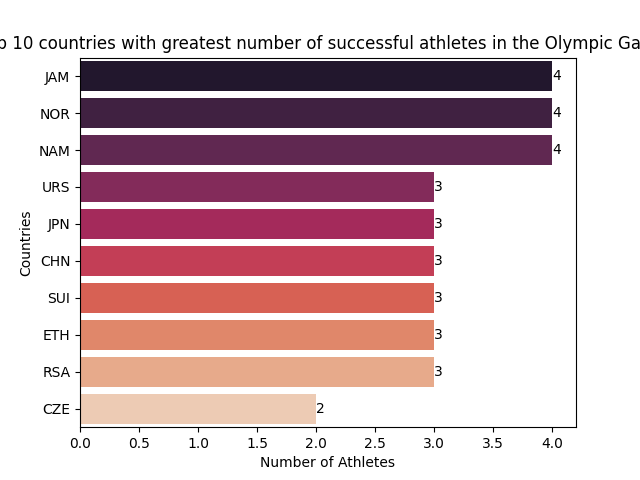 p 10 countries with greatest number of successful athletes in the Olympic Ga
JAM 4
NOR 4
NAM 4
URS 3
JPN 3
CHN 3
SUI 3
ETH 3
RSA 3
CZE 2
Countries
0.0 0.5 1.0 1.5 2.0 2.5 3.0 3.5 4.0
Number of Athletes